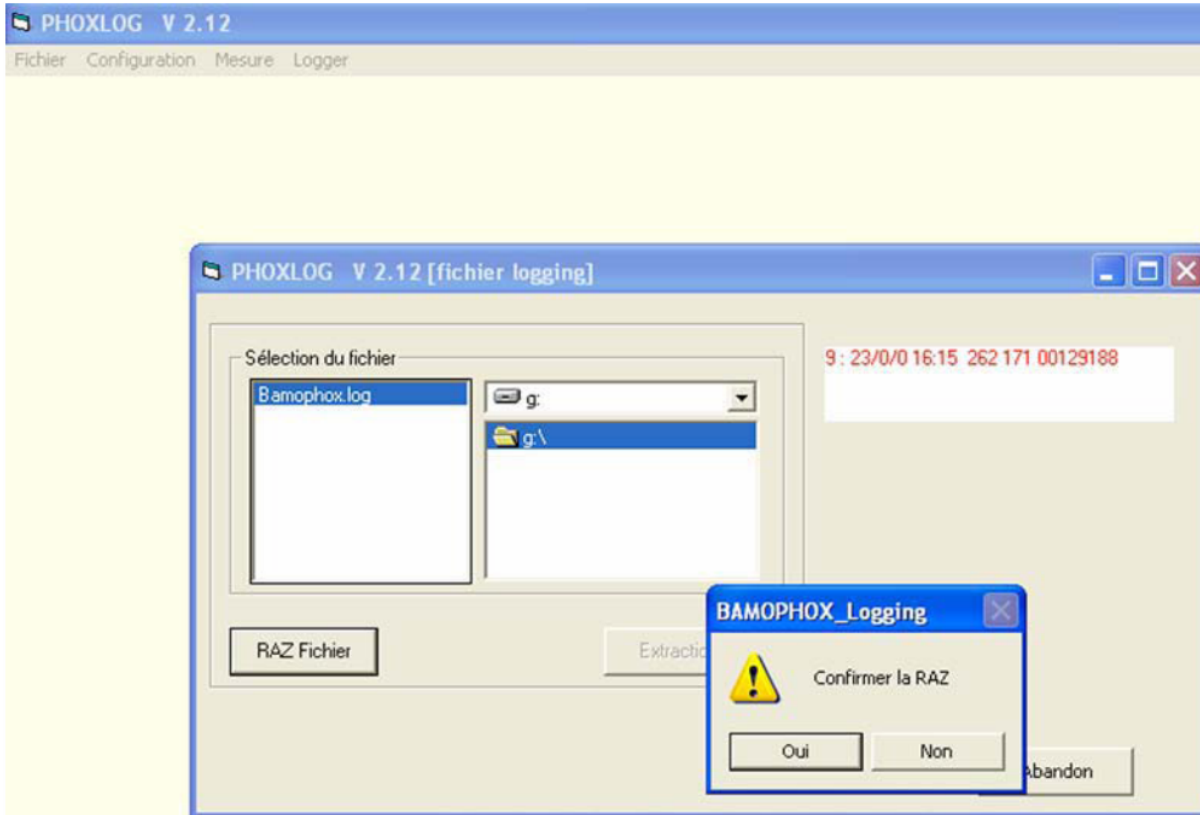 PHOXLOG V 2.12
Fichier Configuration Mesure Logger
PHOXLOG V 2.12 [fichier logging]
Sélection du fichier
Bamophox.log
g:
g:\
9 : 23/0/0 16:15 262 171 00129188
RAZ Fichier
BAMOPHOX_Logging
Confirmer la RAZ
Oui Non
Abandon